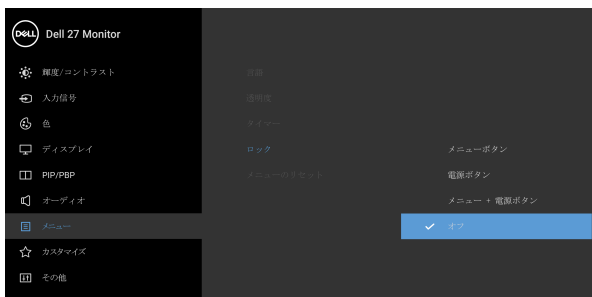 DELL Dell 27 Monitor
輝度/コントラスト
入力信号
色
ディスプレイ
PIP/PBP
オーディオ
メニュー
カスタマイズ
その他
言語
透明度
タイマー
ロック
メニューのリセット
メニューボタン
電源ボタン
メニュー + 電源ボタン
オフ